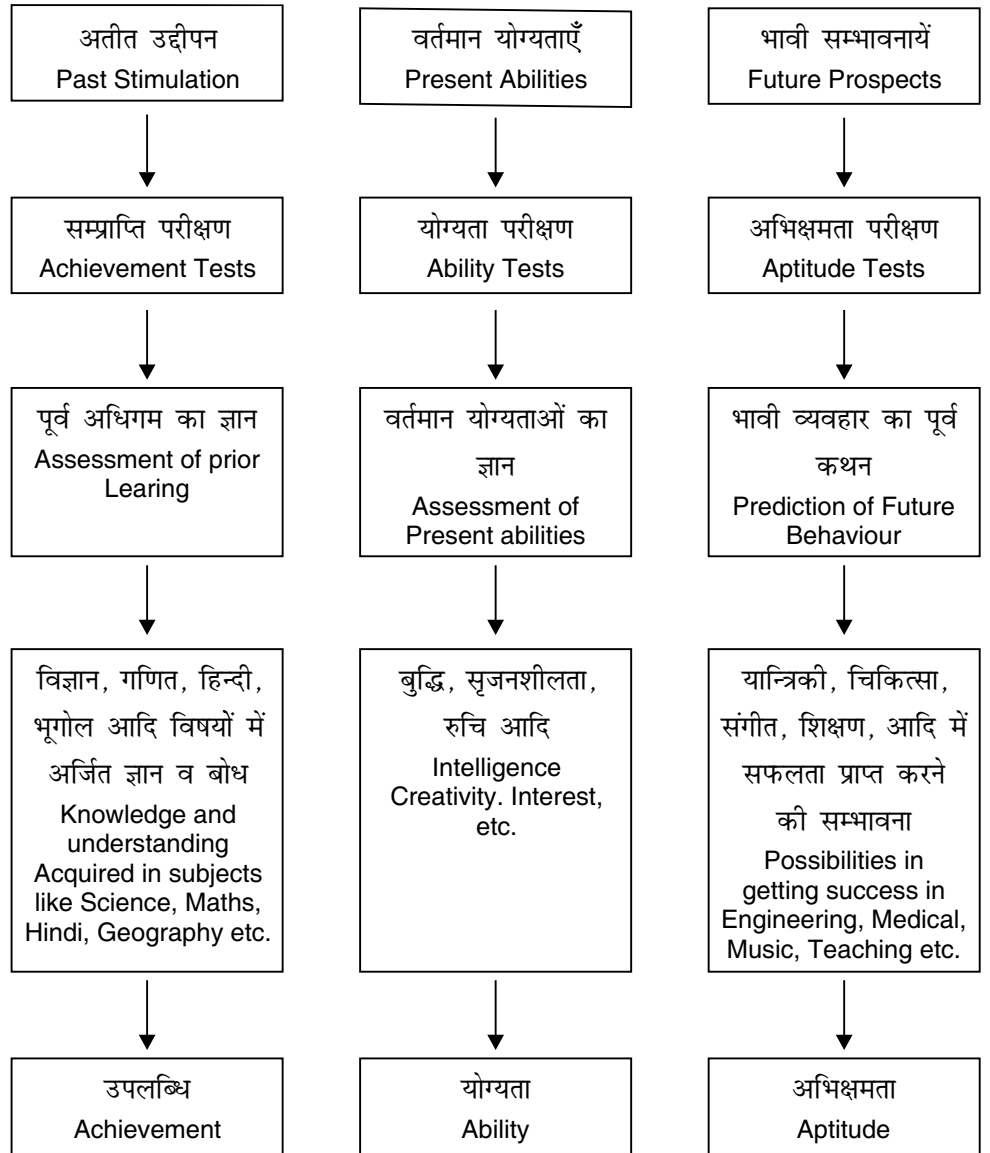 अतीत उद्दीपन
Past Stimulation
वर्तमान योग्यताएँ
Present Abilities
भावी सम्भावनायें
Future Prospects
सम्प्राप्ति परीक्षण
Achievement Tests
योग्यता परीक्षण
Ability Tests
अभिक्षमता परीक्षण
Aptitude Tests
पूर्व अधिगम का ज्ञान
Assessment of prior
Learing
वर्तमान योग्यताओं का
ज्ञान
Assessment of
Present abilities
भावी व्यवहार का पूर्व
कथन
Prediction of Future
Behaviour
विज्ञान, गणित, हिन्दी,
भूगोल आदि विषयों में
अर्जित ज्ञान व बोध
Knowledge and
understanding
Acquired in subjects
like Science, Maths,
Hindi, Geography etc.
बुद्धि, सृजनशीलता,
रुचि आदि
Intelligence
Creativity. Interest,
etc.
यान्त्रिकी, चिकित्सा,
संगीत, शिक्षण, आदि में
सफलता प्राप्त करने
की सम्भावना
Possibilities in
getting success in
Engineering, Medical,
Music, Teaching etc.
उपलब्धि
Achievement
योग्यता
Ability
अभिक्षमता
Aptitude